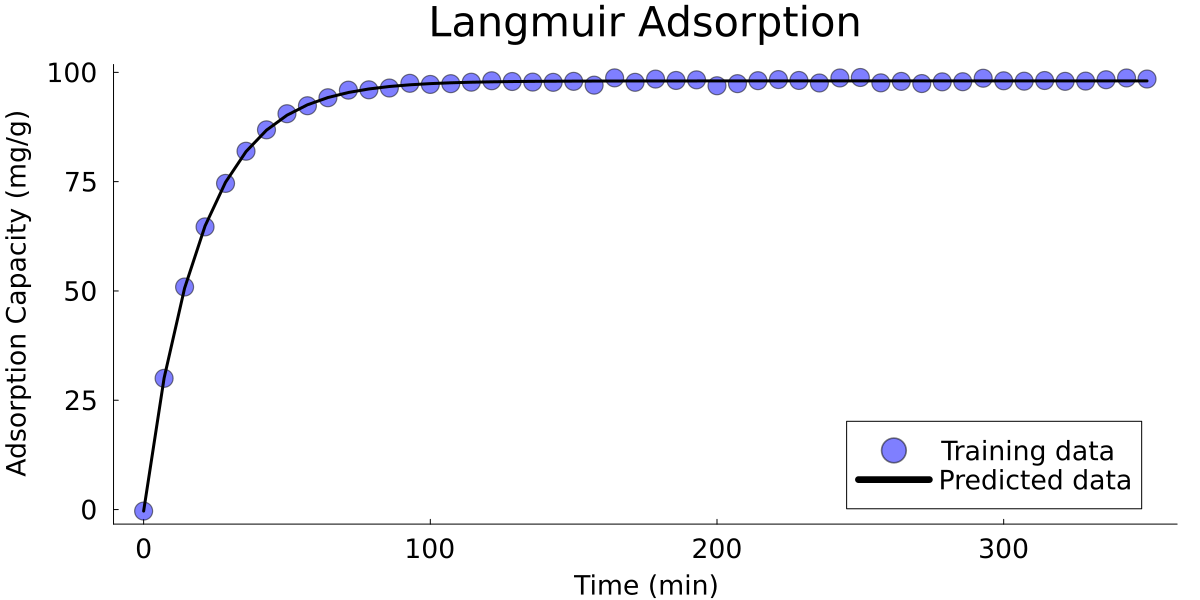 Langmuir Adsorption
Adsorption Capacity (mg/g)
100
75
50
25
0
Training data
Predicted data
0 100 200 300
Time (min)